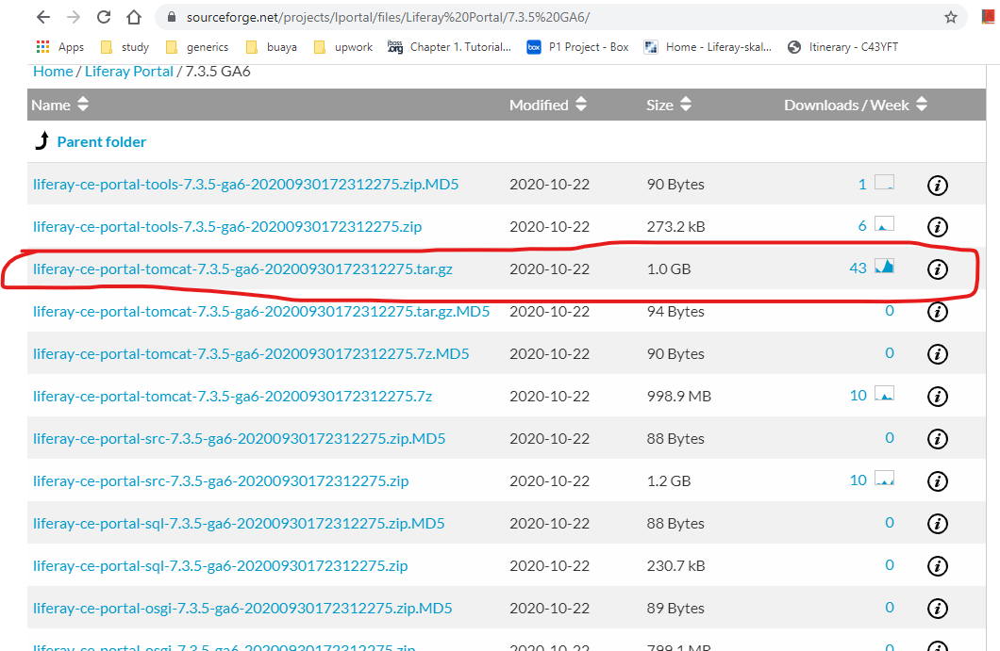 sourceforge.net/projects/lportal/files/Liferay%20Portal/7.3.5%20GA6/
Apps study generics buaya upwork jboss.org Chapter 1. Tutorial... box P1 Project - Box Home - Liferay-skal... Itinerary - C43YFT
Home / Liferay Portal / 7.3.5 GA6
Name Modified Size Downloads / Week
Parent folder
liferay-ce-portal-tools-7.3.5-ga6-20200930172312275.zip.MD5 2020-10-22 90 Bytes 1 i
liferay-ce-portal-tools-7.3.5-ga6-20200930172312275.zip 2020-10-22 273.2 kB 6 i
liferay-ce-portal-tomcat-7.3.5-ga6-20200930172312275.tar.gz 2020-10-22 1.0 GB 43 i
liferay-ce-portal-tomcat-7.3.5-ga6-20200930172312275.tar.gz.MD5 2020-10-22 94 Bytes 0 i
liferay-ce-portal-tomcat-7.3.5-ga6-20200930172312275.7z.MD5 2020-10-22 90 Bytes 0 i
liferay-ce-portal-tomcat-7.3.5-ga6-20200930172312275.7z 2020-10-22 998.9 MB 10 i
liferay-ce-portal-src-7.3.5-ga6-20200930172312275.zip.MD5 2020-10-22 88 Bytes 0 i
liferay-ce-portal-src-7.3.5-ga6-20200930172312275.zip 2020-10-22 1.2 GB 10 i
liferay-ce-portal-sql-7.3.5-ga6-20200930172312275.zip.MD5 2020-10-22 88 Bytes 0 i
liferay-ce-portal-sql-7.3.5-ga6-20200930172312275.zip 2020-10-22 230.7 kB 0 i
liferay-ce-portal-osgi-7.3.5-ga6-20200930172312275.zip.MD5 2020-10-22 89 Bytes 0 i
liferay-ce-portal-osgi-7.3.5-ga6-20200930172312275.zip 2020-10-22 799.1 MB 0